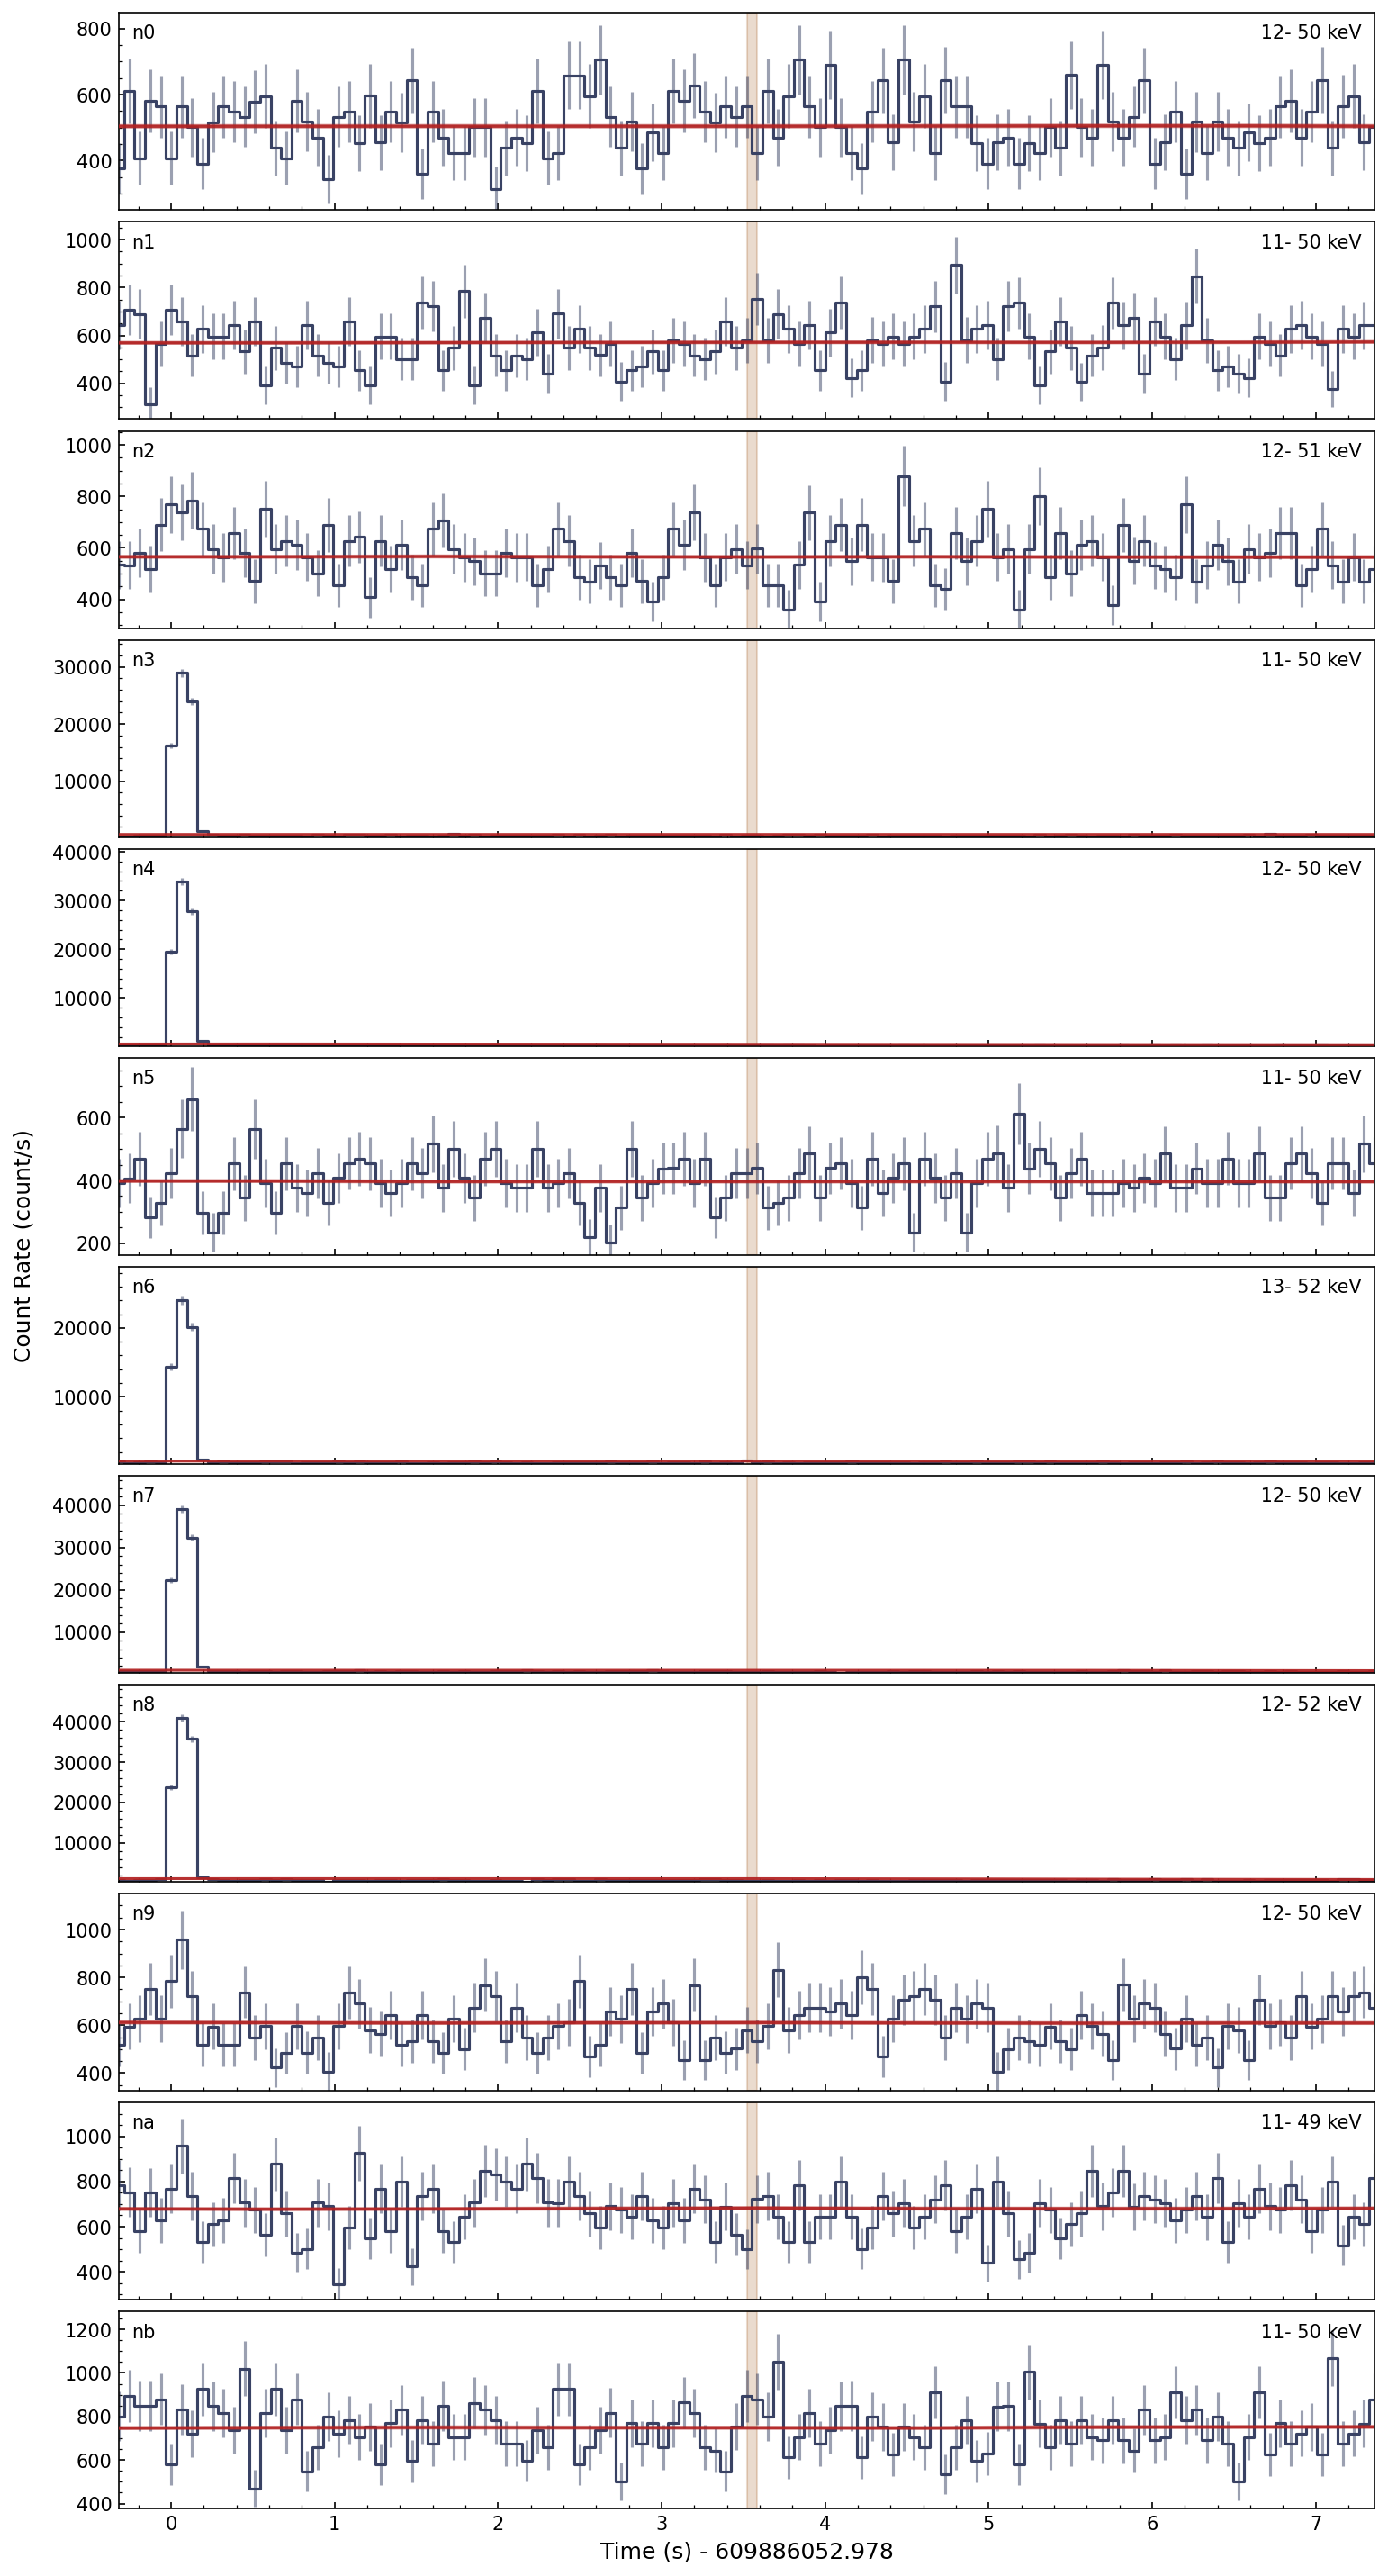 n0
12- 50 keV
800
600
400
n1
11- 50 keV
1000
800
600
400
n2
12- 51 keV
1000
800
600
400
n3
11- 50 keV
30000
20000
10000
n4
12- 50 keV
40000
30000
20000
10000
n5
11- 50 keV
600
400
200
Count Rate (count/s)
n6
13- 52 keV
20000
10000
n7
12- 50 keV
40000
30000
20000
10000
n8
12- 52 keV
40000
30000
20000
10000
n9
12- 50 keV
1000
800
600
400
na
11- 49 keV
1000
800
600
400
nb
11- 50 keV
1200
1000
800
600
400
0 1 2 3 4 5 6 7
Time (s) - 609886052.978